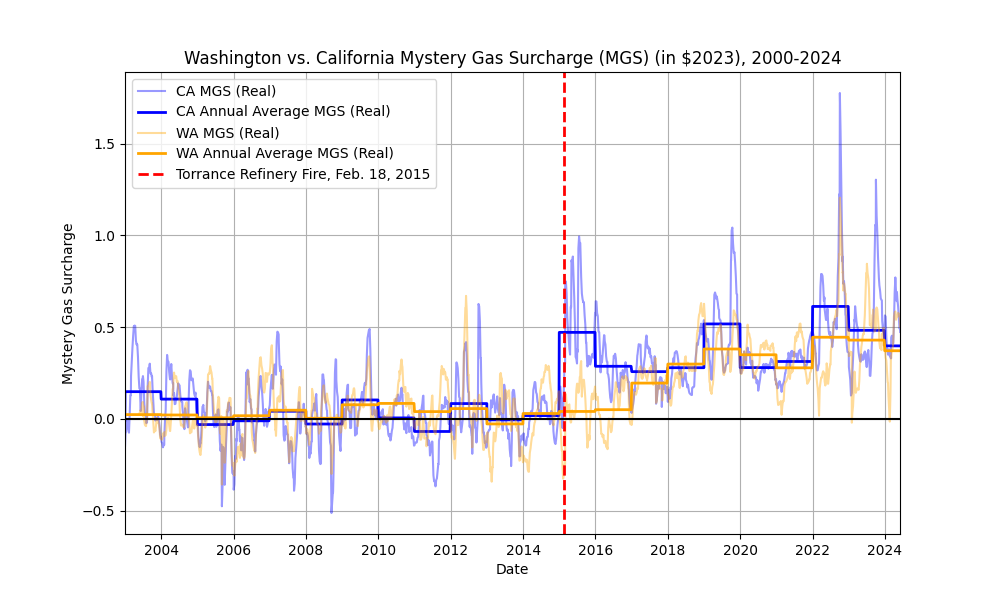 Washington vs. California Mystery Gas Surcharge (MGS) (in $2023), 2000-2024
CA MGS (Real)
CA Annual Average MGS (Real)
WA MGS (Real)
WA Annual Average MGS (Real)
Torrance Refinery Fire, Feb. 18, 2015
Mystery Gas Surcharge
1.5
1.0
0.5
0.0
−0.5
2004 2006 2008 2010 2012 2014 2016 2018 2020 2022 2024
Date